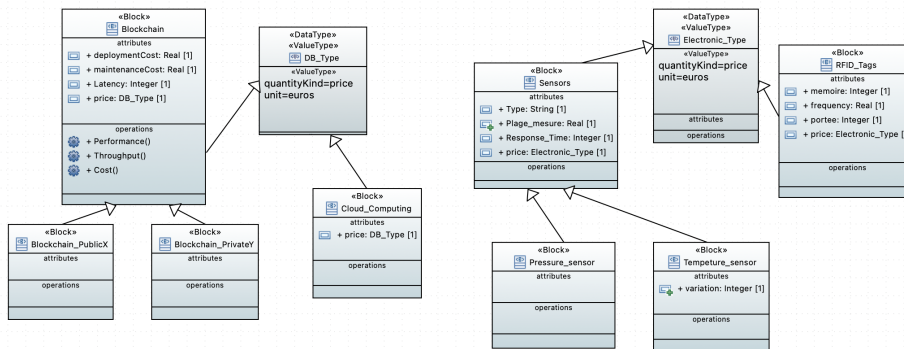 «Block»
Blockchain
attributes
+ deploymentCost: Real [1]
+ maintenanceCost: Real [1]
+ Latency: Integer [1]
+ price: DB_Type [1]
operations
+ Performance()
+ Throughput()
+ Cost()
«DataType»
«ValueType»
DB_Type
«ValueType»
quantityKind=price
unit=euros
«Block»
Cloud_Computing
attributes
+ price: DB_Type [1]
operations
«Block»
Blockchain_PublicX
attributes
operations
«Block»
Blockchain_PrivateY
attributes
operations
«DataType»
«ValueType»
Electronic_Type
«ValueType»
quantityKind=price
unit=euros
attributes
operations
«Block»
Sensors
attributes
+ Type: String [1]
+ Plage_mesure: Real [1]
+ Response_Time: Integer [1]
+ price: Electronic_Type [1]
operations
«Block»
RFID_Tags
attributes
+ memoire: Integer [1]
+ frequency: Real [1]
+ portee: Integer [1]
+ price: Electronic_Type [
operations
«Block»
Pressure_sensor
attributes
operations
«Block»
Tempeture_sensor
attributes
+ variation: Integer [1]
operations